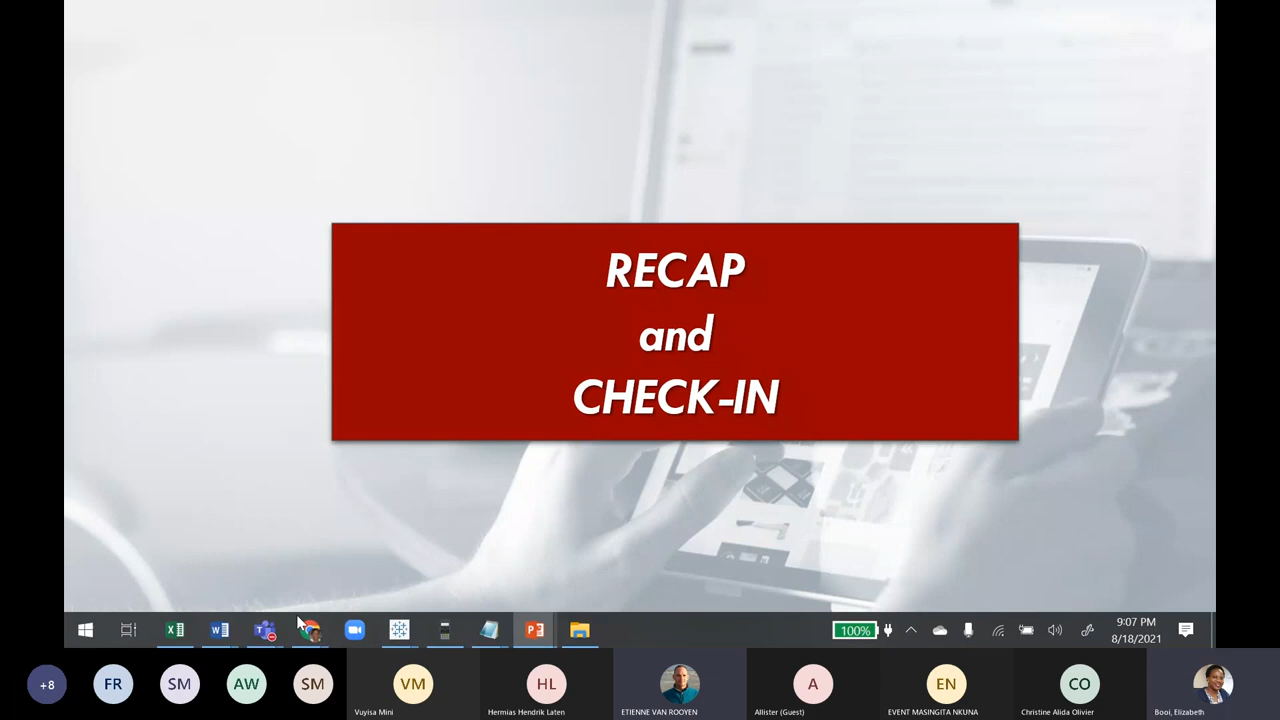 RECAP
and
CHECK-IN
100%
9:07 PM
8/18/2021
+8
FR
SM
AW
SM
VM
Vuyisa Mini
HL
Hermias Hendrik Laten
ETIENNE VAN ROOYEN
A
Allister (Guest)
EN
EVENT MASINGITA NKUNA
CO
Christine Alida Olivier
Booi, Elizabeth